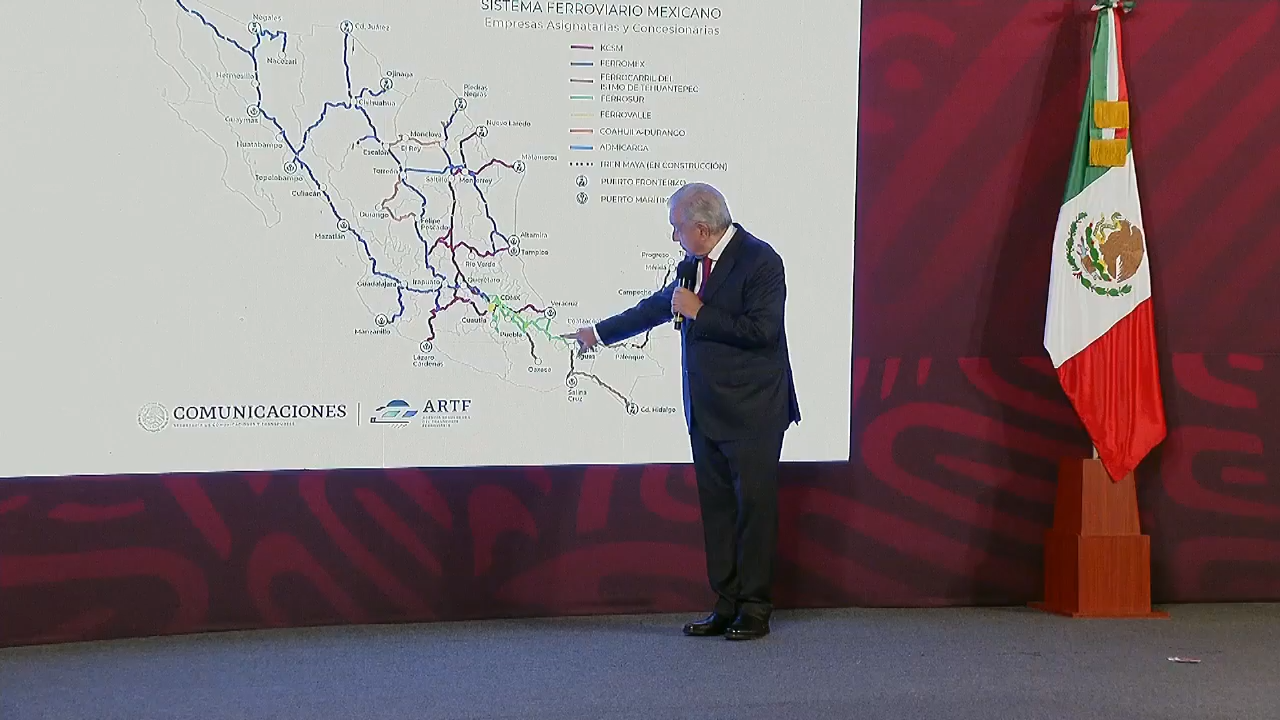 SISTEMA FERROVIARIO MEXICANO
Empresas Asignatarias y Concesionarias
KCSM
FERROMEX
FERROCARRIL DEL
ISTMO DE TEHUANTEPEC
FERROSUR
FERROVALLE
COAHUILA-DURANGO
ADMICARGA
TREN MAYA (EN CONSTRUCCIÓN)
PUERTO FRONTERIZO
PUERTO MARÍTIM
Nogales
Cd. Juárez
Nacozari
Hermosillo
Ojinaga
Chihuahua
Piedras
Negras
Guaymas
Nuevo Laredo
Monclova
Huatabampo
Escalón
El Rey
Matamoros
Topolobampo
Torreón
Saltillo
Monterrey
Culiacán
Durango
Felipe
Pescador
Mazatlán
Altamira
Tampico
Río Verde
Progreso
Mérida
Guadalajara
Irapuato
Querétaro
Campeche
CDMX
Veracruz
Manzanillo
Cuautla
Puebla
Coatzacoa
Lázaro
Cárdenas
Oaxaca
Palenque
Salina
Cruz
Cd. Hidalgo
COMUNICACIONES
ARTF